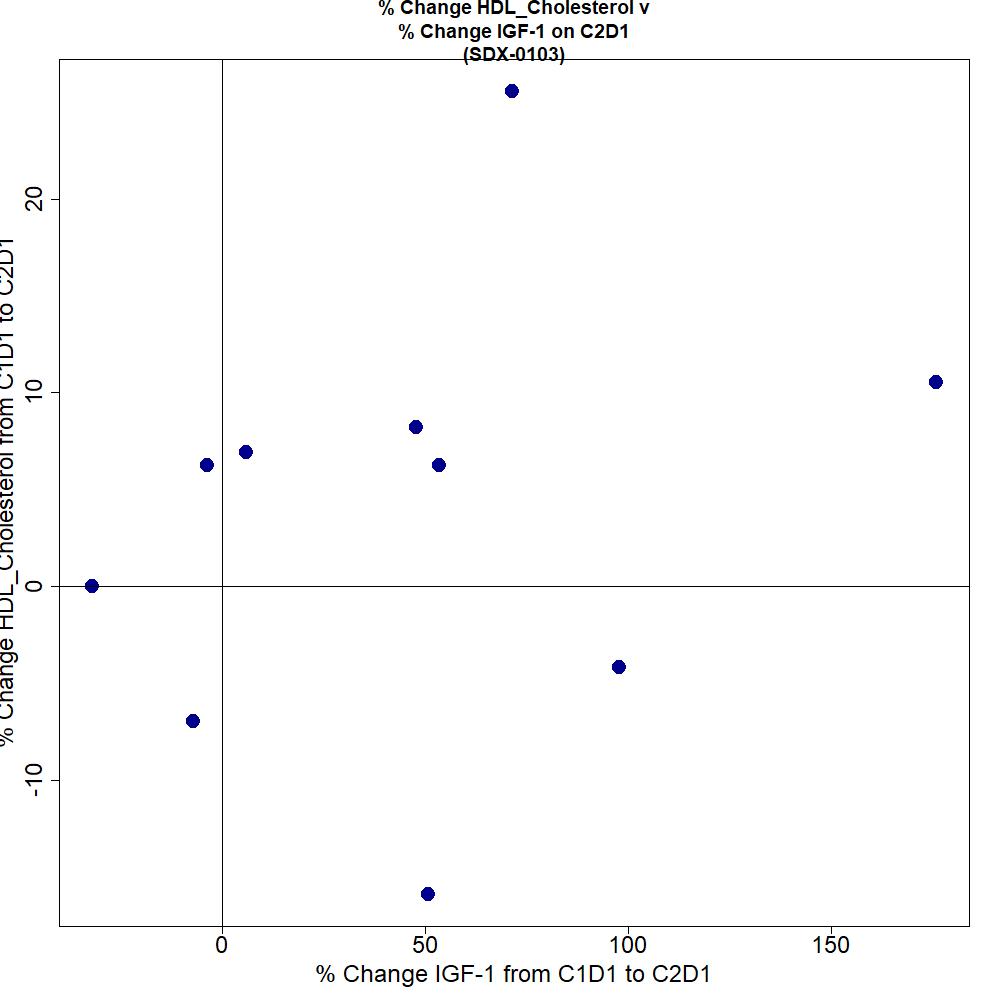 % Change HDL_Cholesterol v
% Change IGF-1 on C2D1
(SDX-0103)
20
10
0
-10
% Change HDL_Cholesterol from C1D1 to C2D1
0
50
100
150
% Change IGF-1 from C1D1 to C2D1